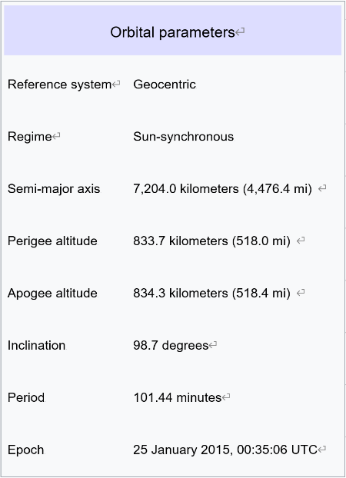 Orbital parameters
Reference system Geocentric
Regime Sun-synchronous
Semi-major axis 7,204.0 kilometers (4,476.4 mi)
Perigee altitude 833.7 kilometers (518.0 mi)
Apogee altitude 834.3 kilometers (518.4 mi)
Inclination 98.7 degrees
Period 101.44 minutes
Epoch 25 January 2015, 00:35:06 UTC